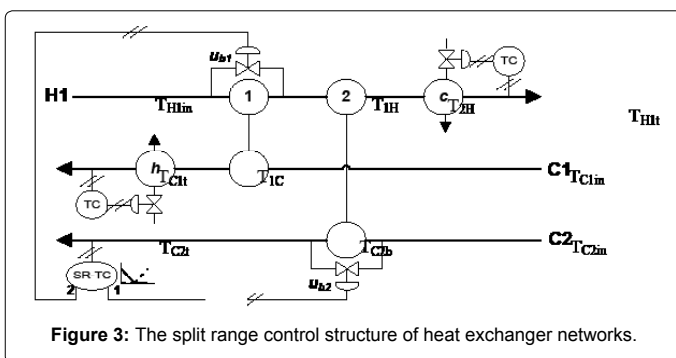 u_b1
TC
H1
1
2
c
T_H1in
T_1H
T_2H
T_H1t
h
T_C1t
T_1C
C1 T_C1in
TC
T_C2t
T_C2b
C2 T_C2in
SR TC
2
1
u_b2
Figure 3: The split range control structure of heat exchanger networks.